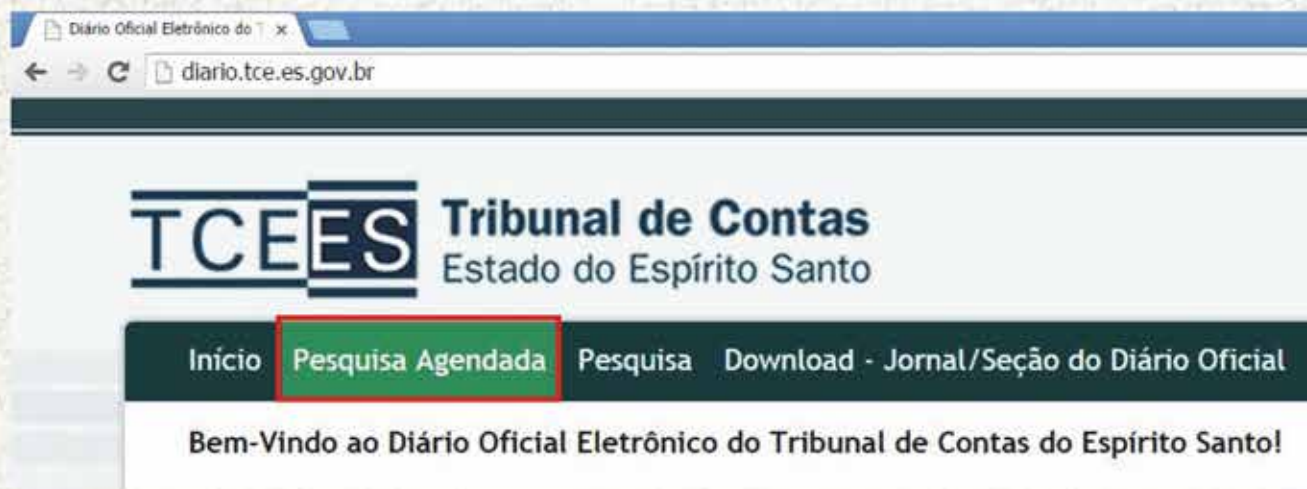 Diário Oficial Eletrônico do T
diario.tce.es.gov.br
TCEES
Tribunal de Contas
Estado do Espírito Santo
Início Pesquisa Agendada Pesquisa Download - Jornal/Seção do Diário Oficial
Bem-Vindo ao Diário Oficial Eletrônico do Tribunal de Contas do Espírito Santo!